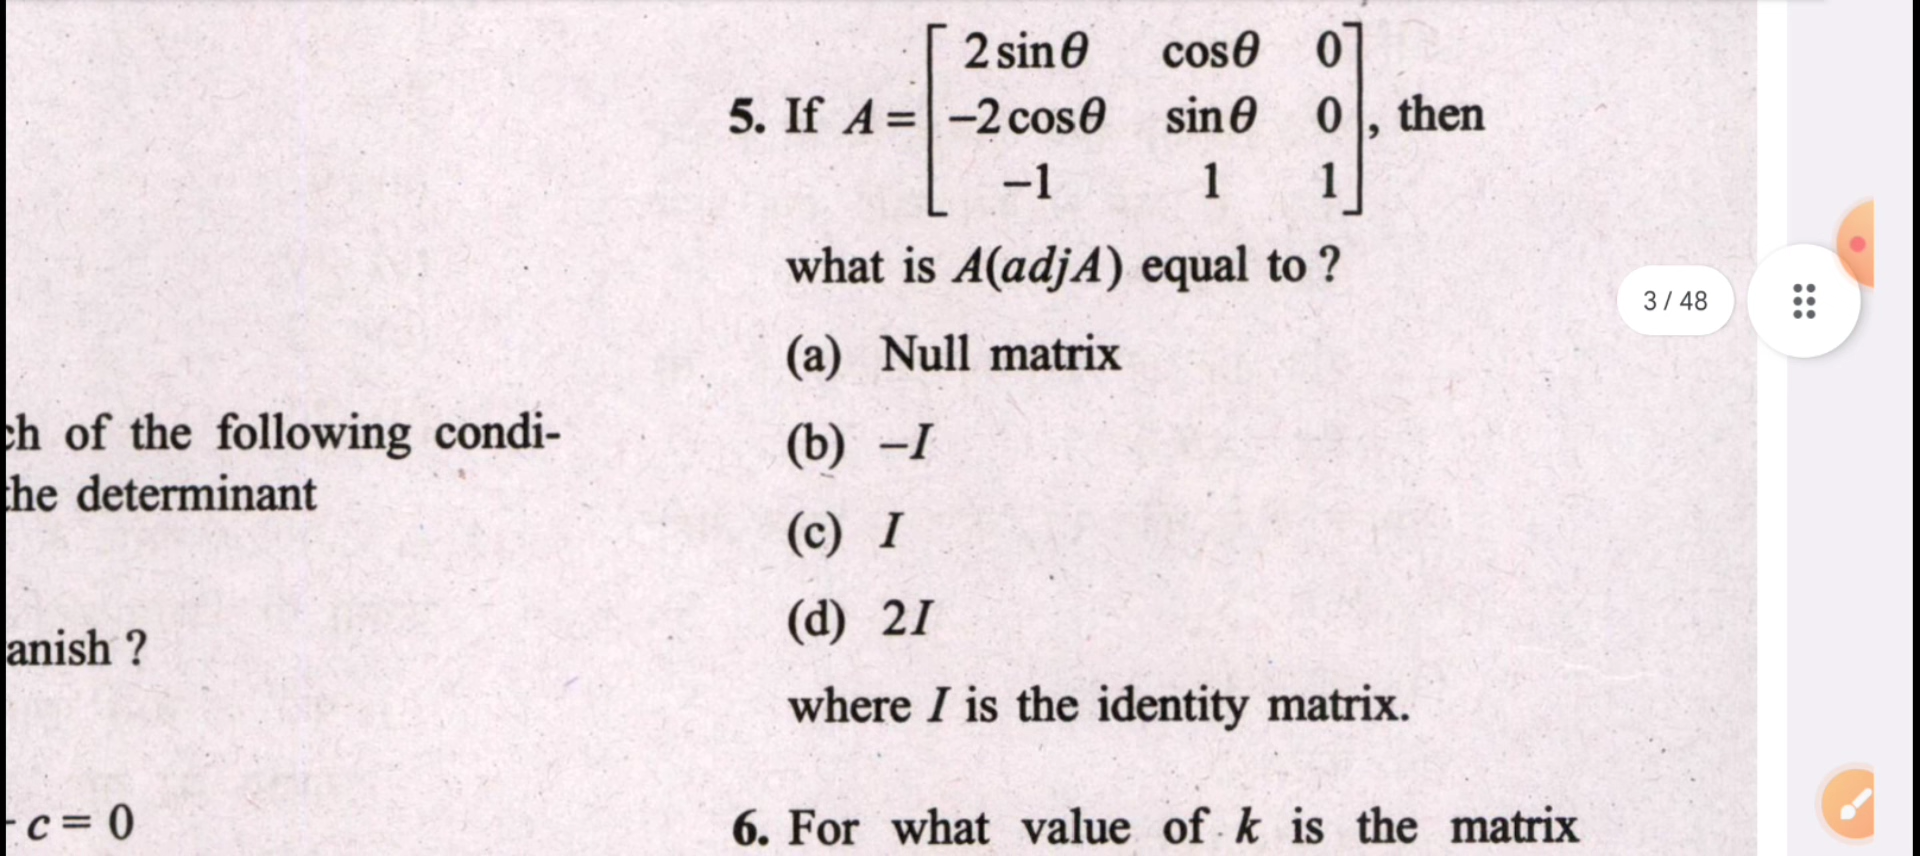 ch of the following condi-
the determinant
anish ?
- c = 0
5. If A = [ 2 sinθ cosθ 0
−2 cosθ sinθ 0
−1 1 1 ], then
what is A(adjA) equal to ?
(a) Null matrix
(b) −I
(c) I
(d) 2I
where I is the identity matrix.
6. For what value of k is the matrix
3 / 48